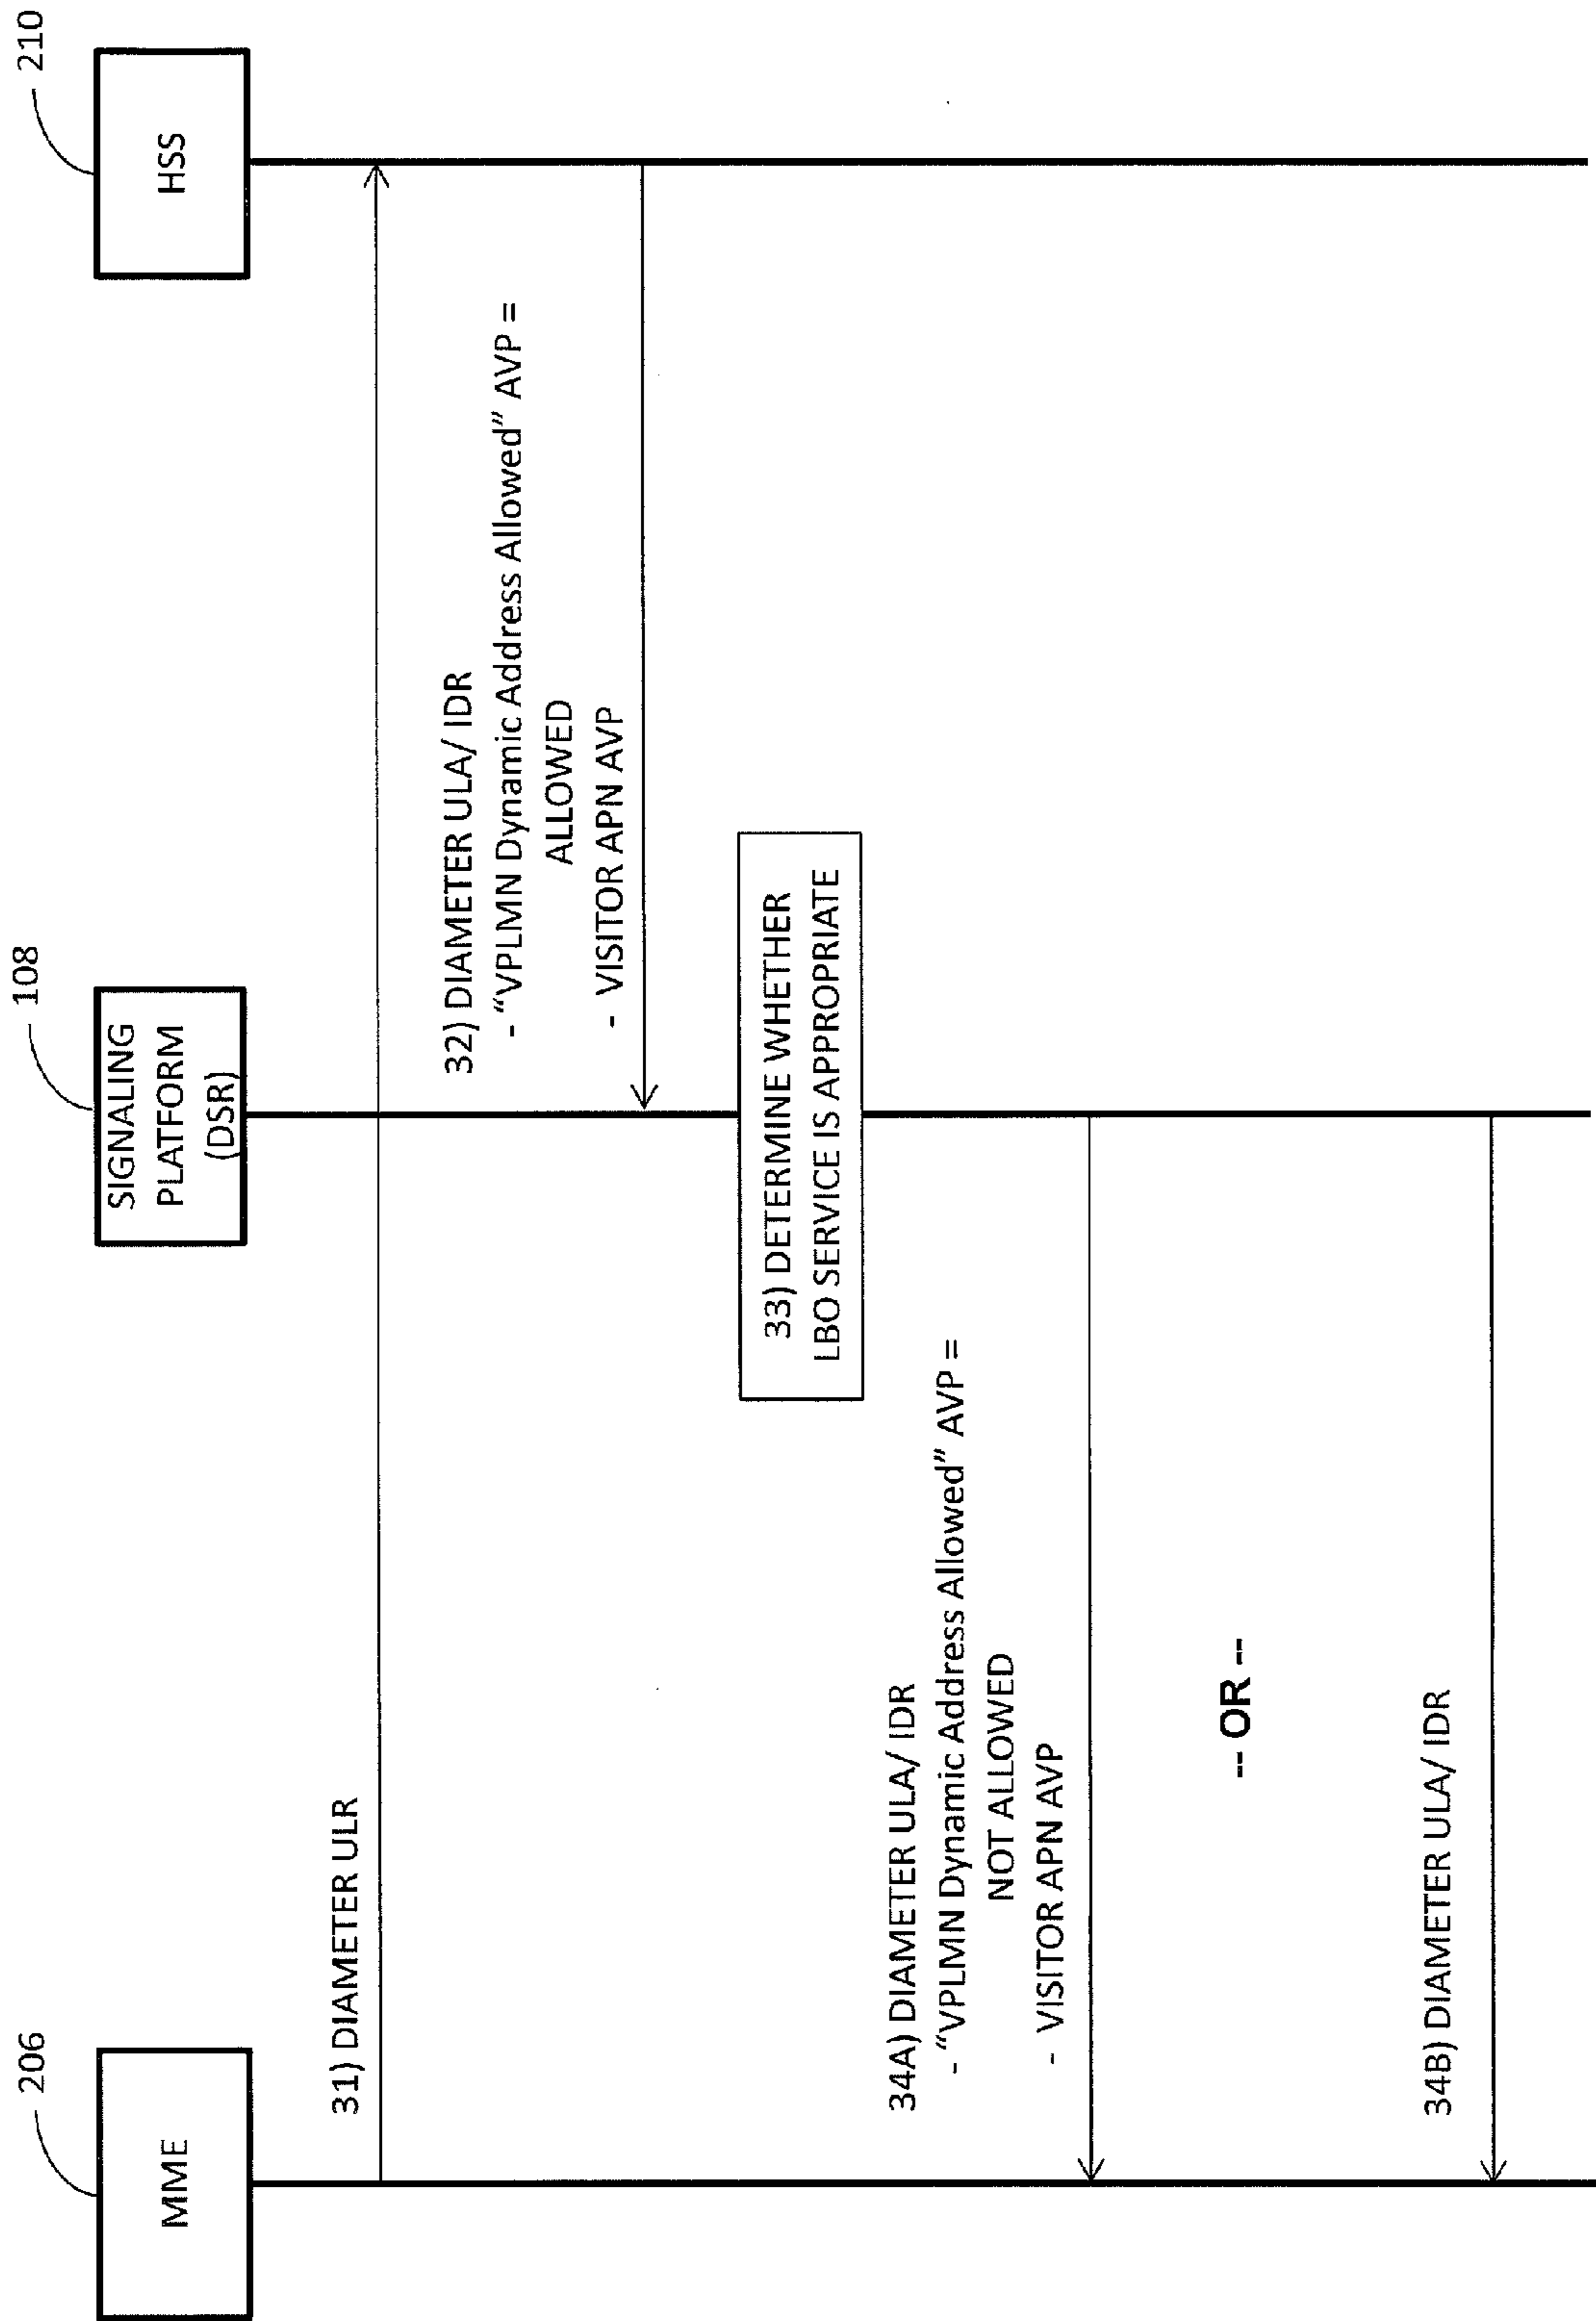 206
MME
108
SIGNALING
PLATFORM
(DSR)
210
HSS
31) DIAMETER ULR
32) DIAMETER ULA/ IDR
- “VPLMN Dynamic Address Allowed” AVP =
ALLOWED
- VISITOR APN AVP
33) DETERMINE WHETHER
LBO SERVICE IS APPROPRIATE
34A) DIAMETER ULA/ IDR
- “VPLMN Dynamic Address Allowed” AVP =
NOT ALLOWED
- VISITOR APN AVP
-- OR --
34B) DIAMETER ULA/ IDR